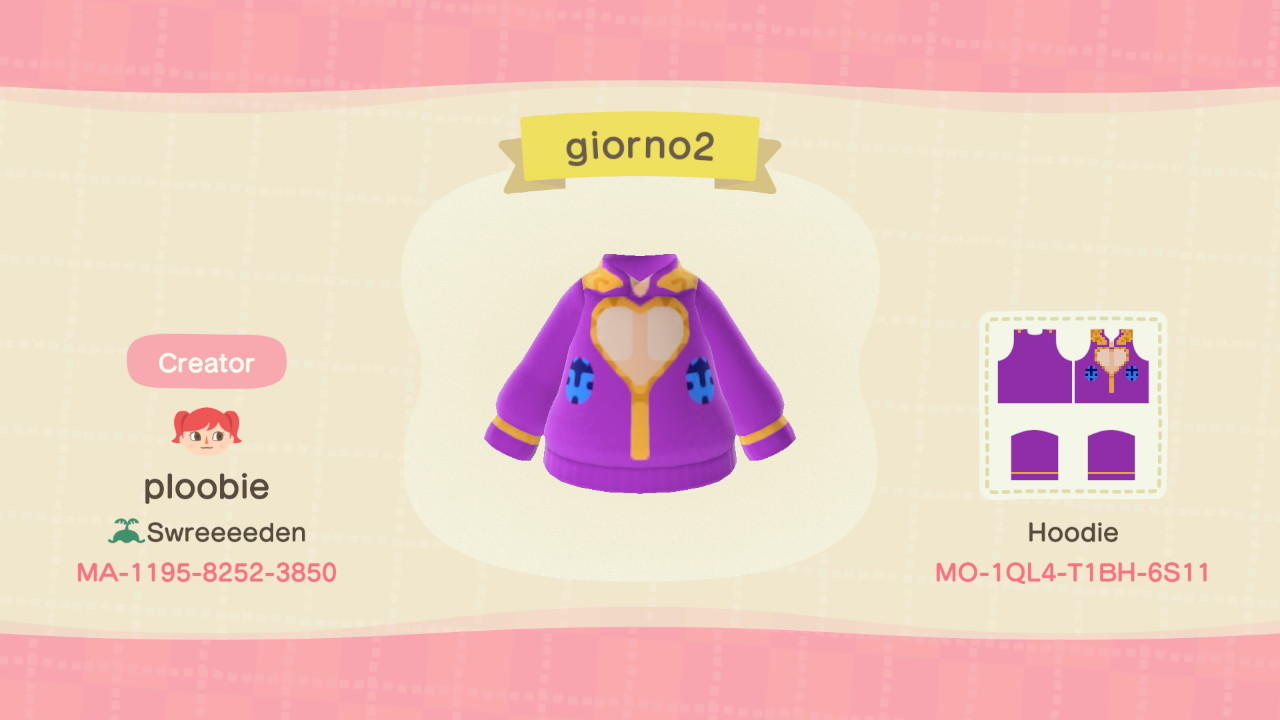 giorno2
Creator
ploobie
Swreeeeden
MA-1195-8252-3850
Hoodie
MO-1QL4-T1BH-6S11